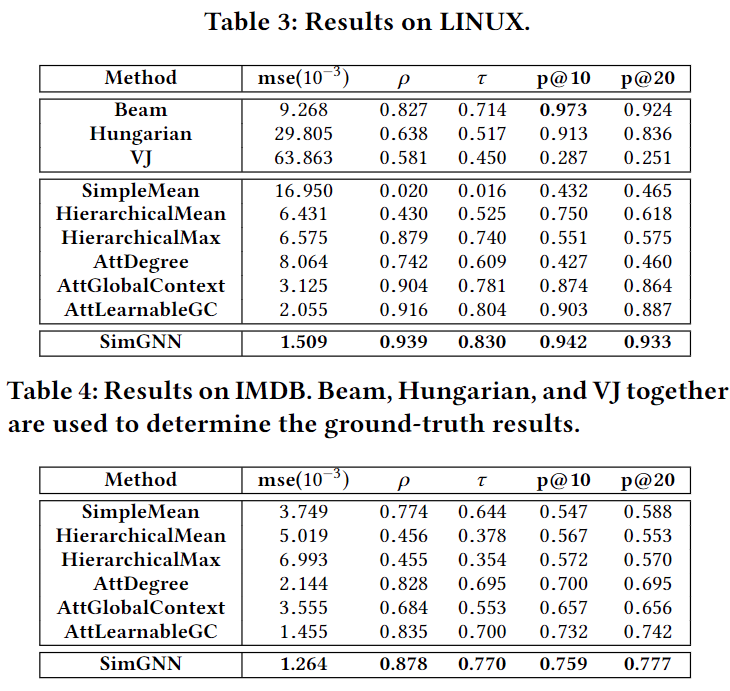 Table 3: Results on LINUX.
Method mse(10⁻³) ρ τ p@10 p@20
Beam 9.268 0.827 0.714 0.973 0.924
Hungarian 29.805 0.638 0.517 0.913 0.836
VJ 63.863 0.581 0.450 0.287 0.251
SimpleMean 16.950 0.020 0.016 0.432 0.465
HierarchicalMean 6.431 0.430 0.525 0.750 0.618
HierarchicalMax 6.575 0.879 0.740 0.551 0.575
AttDegree 8.064 0.742 0.609 0.427 0.460
AttGlobalContext 3.125 0.904 0.781 0.874 0.864
AttLearnableGC 2.055 0.916 0.804 0.903 0.887
SimGNN 1.509 0.939 0.830 0.942 0.933
Table 4: Results on IMDB. Beam, Hungarian, and VJ together
are used to determine the ground-truth results.
Method mse(10⁻³) ρ τ p@10 p@20
SimpleMean 3.749 0.774 0.644 0.547 0.588
HierarchicalMean 5.019 0.456 0.378 0.567 0.553
HierarchicalMax 6.993 0.455 0.354 0.572 0.570
AttDegree 2.144 0.828 0.695 0.700 0.695
AttGlobalContext 3.555 0.684 0.553 0.657 0.656
AttLearnableGC 1.455 0.835 0.700 0.732 0.742
SimGNN 1.264 0.878 0.770 0.759 0.777